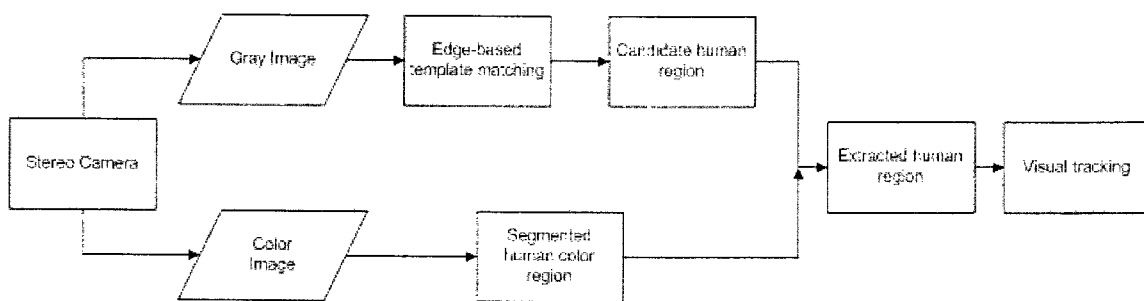 Gray Image
Edge-based
template matching
Candidate human
region
Stereo Camera
Extracted human
region
Visual tracking
Color
Image
Segmented
human color
region